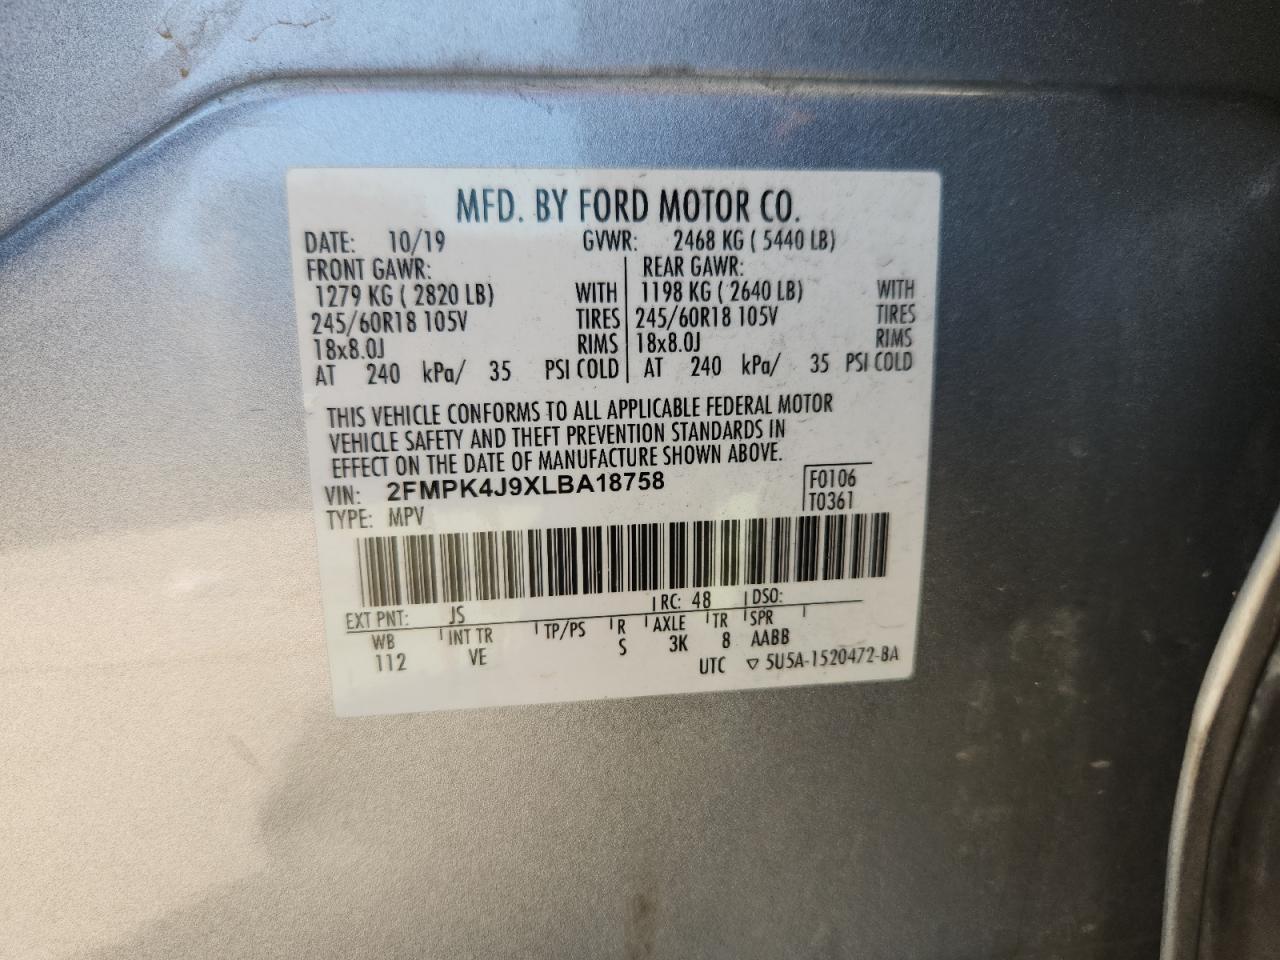 MFD. BY FORD MOTOR CO.
DATE: 10/19 GVWR: 2468 KG ( 5440 LB)
FRONT GAWR: REAR GAWR:
1279 KG ( 2820 LB) WITH 1198 KG ( 2640 LB) WITH
245/60R18 105V TIRES 245/60R18 105V TIRES
18x8.0J RIMS 18x8.0J RIMS
AT 240 kPa/ 35 PSI COLD AT 240 kPa/ 35 PSI COLD
THIS VEHICLE CONFORMS TO ALL APPLICABLE FEDERAL MOTOR
VEHICLE SAFETY AND THEFT PREVENTION STANDARDS IN
EFFECT ON THE DATE OF MANUFACTURE SHOWN ABOVE.
VIN: 2FMPK4J9XLBA18758 F0106
TYPE: MPV T0361
EXT PNT: JS RC: 48 DSO:
WB INT TR TP/PS R AXLE TR SPR
112 VE S 3K 8 AABB
UTC ▽ 5U5A-1520472-BA